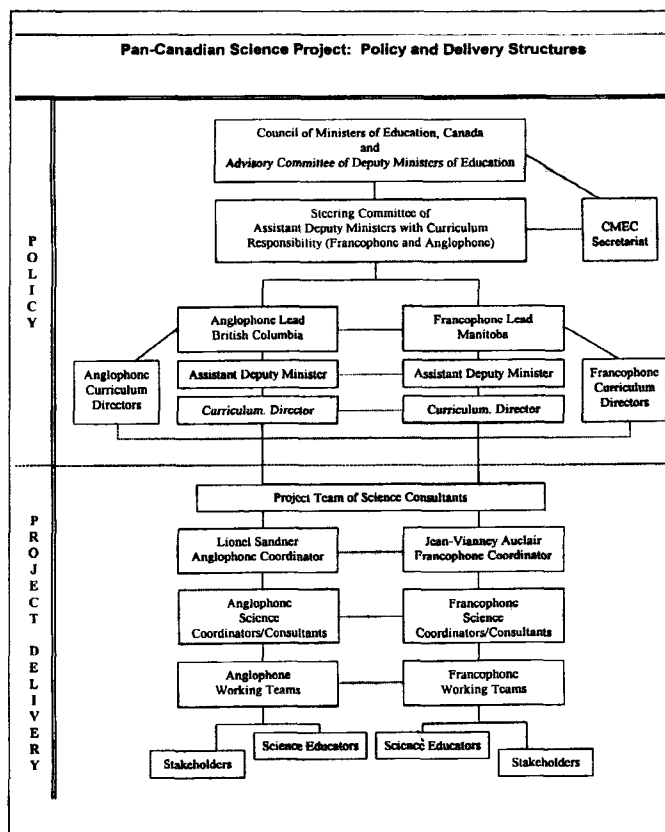 Pan-Canadian Science Project: Policy and Delivery Structures
POLICY
Council of Ministers of Education, Canada
and
Advisory Committee of Deputy Ministers of Education
Steering Committee of
Assistant Deputy Ministers with Curriculum
Responsibility (Francophone and Anglophone)
CMEC
Secretariat
Anglophone Lead
British Columbia
Francophone Lead
Manitoba
Anglophone
Curriculum
Directors
Assistant Deputy Minister
Assistant Deputy Minister
Francophone
Curriculum
Directors
Curriculum. Director
Curriculum. Director
PROJECT DELIVERY
Project Team of Science Consultants
Lionel Sandner
Anglophone Coordinator
Jean-Vianney Auclair
Francophone Coordinator
Anglophone
Science
Coordinators/Consultants
Francophone
Science
Coordinators/Consultants
Anglophone
Working Teams
Francophone
Working Teams
Stakeholders
Science Educators
Science Educators
Stakeholders